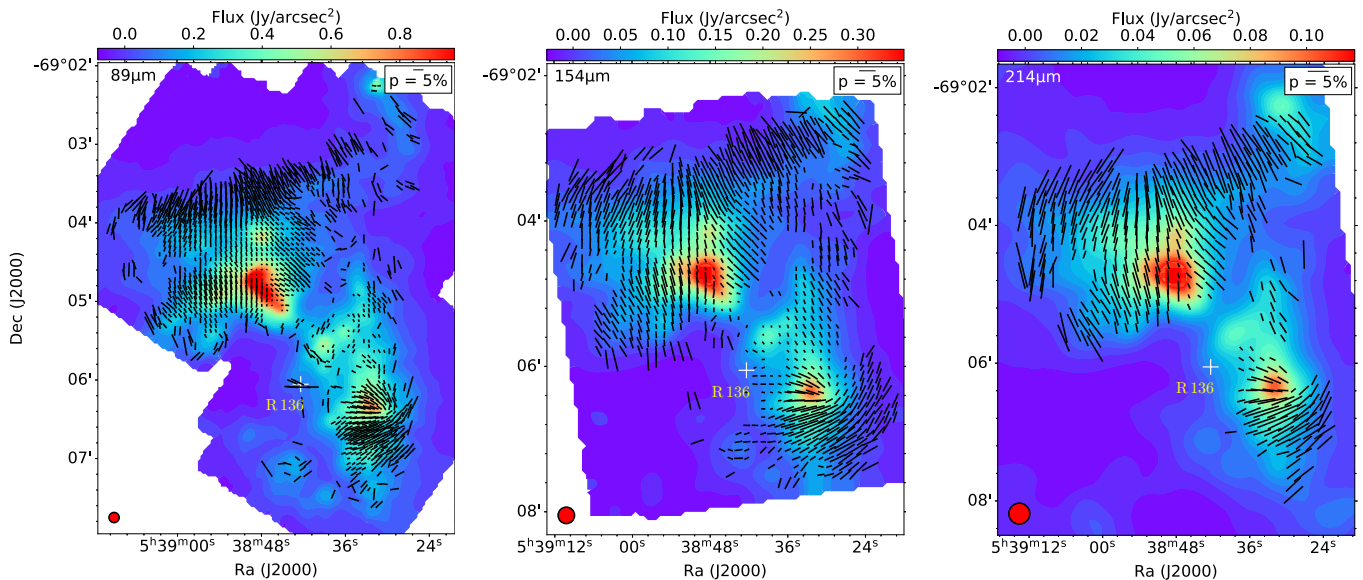 Flux (Jy/arcsec²)
0.0 0.2 0.4 0.6 0.8
89μm
p = 5%
-69°02'
03'
04'
05'
06'
07'
Dec (J2000)
R 136
5ʰ39ᵐ00ˢ 38ᵐ48ˢ 36ˢ 24ˢ
Ra (J2000)
Flux (Jy/arcsec²)
0.00 0.05 0.10 0.15 0.20 0.25 0.30
154μm
p = 5%
-69°02'
04'
06'
08'
R 136
5ʰ39ᵐ12ˢ 00ˢ 38ᵐ48ˢ 36ˢ 24ˢ
Ra (J2000)
Flux (Jy/arcsec²)
0.00 0.02 0.04 0.06 0.08 0.10
214μm
p = 5%
-69°02'
04'
06'
08'
R 136
5ʰ39ᵐ12ˢ 00ˢ 38ᵐ48ˢ 36ˢ 24ˢ
Ra (J2000)